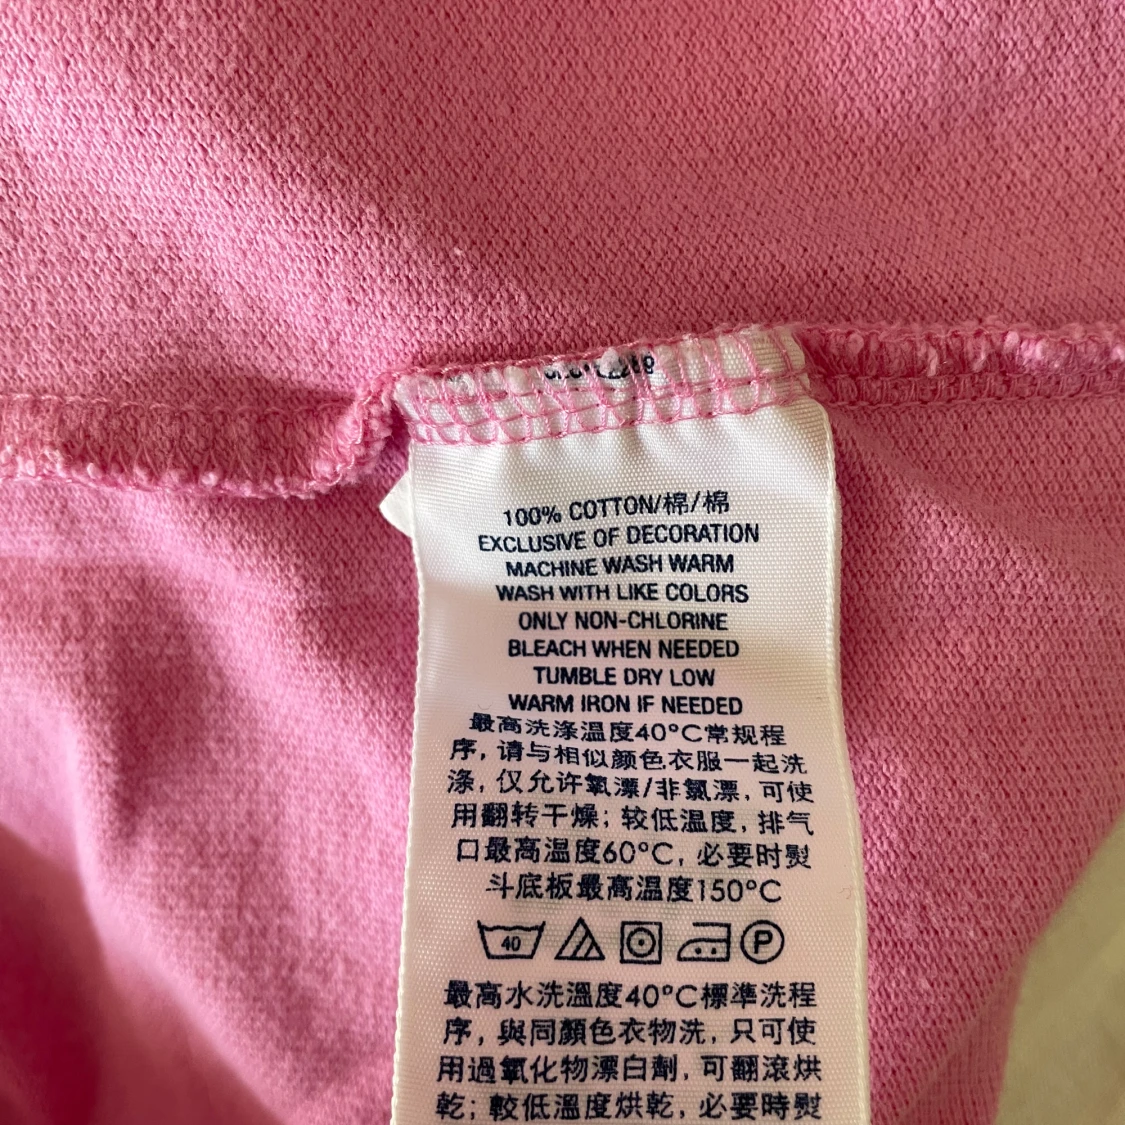 100% COTTON/棉/棉
EXCLUSIVE OF DECORATION
MACHINE WASH WARM
WASH WITH LIKE COLORS
ONLY NON-CHLORINE
BLEACH WHEN NEEDED
TUMBLE DRY LOW
WARM IRON IF NEEDED
最高洗涤温度40°C常规程
序, 请与相似颜色衣服一起洗
涤, 仅允许氧漂/非氯漂, 可使
用翻转干燥; 较低温度, 排气
口最高温度60°C, 必要时熨
斗底板最高温度150°C
40 P
最高水洗溫度40°C標準洗程
序, 與同顏色衣物洗, 只可使
用過氧化物漂白劑, 可翻滾烘
乾; 較低溫度烘乾, 必要時熨